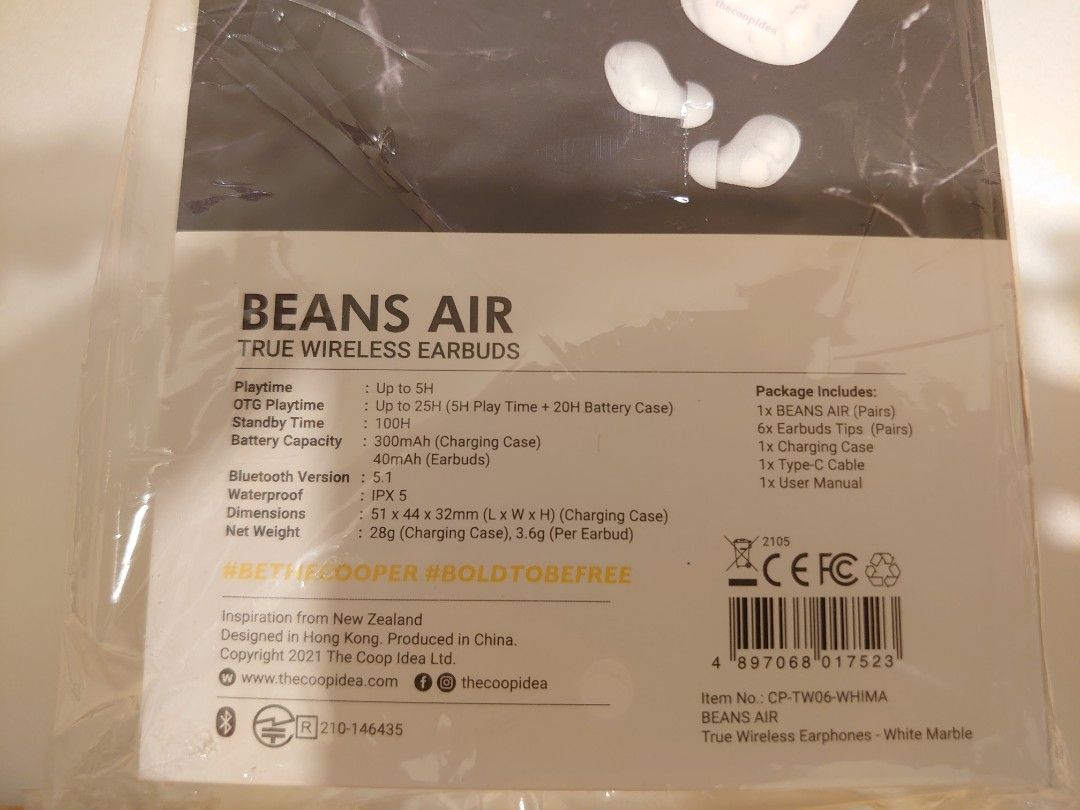 thecoopidea
BEANS AIR
TRUE WIRELESS EARBUDS
Playtime : Up to 5H
OTG Playtime : Up to 25H (5H Play Time + 20H Battery Case)
Standby Time : 100H
Battery Capacity : 300mAh (Charging Case)
40mAh (Earbuds)
Bluetooth Version : 5.1
Waterproof : IPX 5
Dimensions : 51 x 44 x 32mm (L x W x H) (Charging Case)
Net Weight : 28g (Charging Case), 3.6g (Per Earbud)
Package Includes:
1x BEANS AIR (Pairs)
6x Earbuds Tips (Pairs)
1x Charging Case
1x Type-C Cable
1x User Manual
#BETHECOOPER #BOLDTOBEFREE
Inspiration from New Zealand
Designed in Hong Kong. Produced in China.
Copyright 2021 The Coop Idea Ltd.
www.thecoopidea.com thecoopidea
R 210-146435
2105
CE FC
4 897068 017523
Item No.: CP-TW06-WHIMA
BEANS AIR
True Wireless Earphones - White Marble